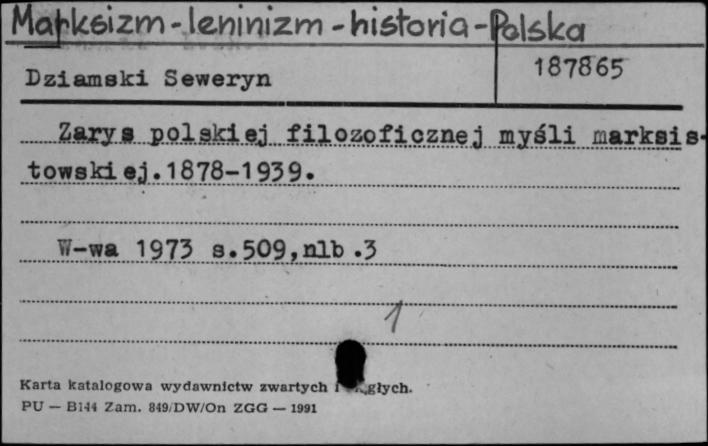 Marksizm-leninizm-historia-Polska
187865
Dziamski Seweryn
Zarys polskiej filozoficznej myśli marksis-
towskiej.1878-1939.
W-wa 1973 s.509,nlb.3
1
Karta katalogowa wydawnictw zwartych i
PU — B144 Zam. 849/DW/On ZGG — 1991